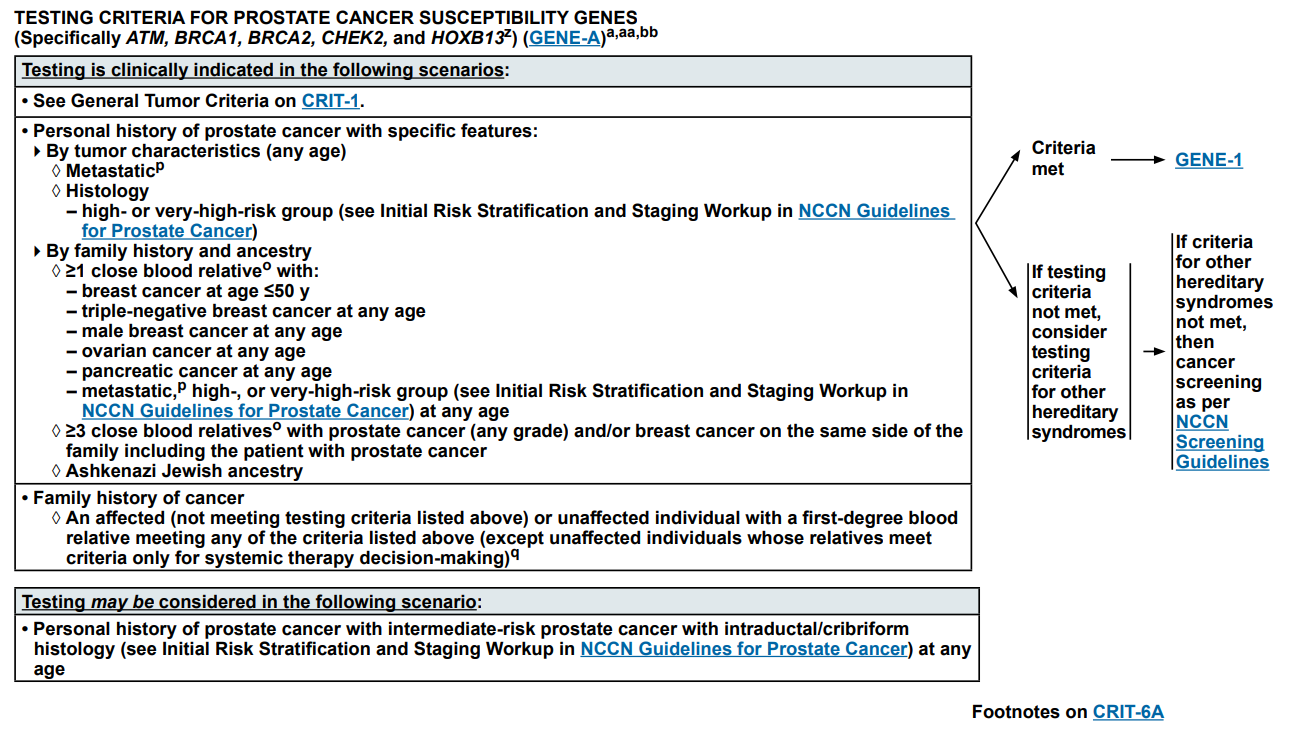 TESTING CRITERIA FOR PROSTATE CANCER SUSCEPTIBILITY GENES
(Specifically ATM, BRCA1, BRCA2, CHEK2, and HOXB13z) (GENE-A)a,aa,bb
Testing is clinically indicated in the following scenarios:
• See General Tumor Criteria on CRIT-1.
• Personal history of prostate cancer with specific features:
▸ By tumor characteristics (any age)
◊ Metastaticp
◊ Histology
– high- or very-high-risk group (see Initial Risk Stratification and Staging Workup in NCCN Guidelines
for Prostate Cancer)
▸ By family history and ancestry
◊ ≥1 close blood relativeo with:
– breast cancer at age ≤50 y
– triple-negative breast cancer at any age
– male breast cancer at any age
– ovarian cancer at any age
– pancreatic cancer at any age
– metastatic,p high-, or very-high-risk group (see Initial Risk Stratification and Staging Workup in
NCCN Guidelines for Prostate Cancer) at any age
◊ ≥3 close blood relativeso with prostate cancer (any grade) and/or breast cancer on the same side of the
family including the patient with prostate cancer
◊ Ashkenazi Jewish ancestry
• Family history of cancer
◊ An affected (not meeting testing criteria listed above) or unaffected individual with a first-degree blood
relative meeting any of the criteria listed above (except unaffected individuals whose relatives meet
criteria only for systemic therapy decision-making)q
Criteria
met
GENE-1
If testing
criteria
not met,
consider
testing
criteria
for other
hereditary
syndromes
If criteria
for other
hereditary
syndromes
not met,
then
cancer
screening
as per
NCCN
Screening
Guidelines
Testing may be considered in the following scenario:
• Personal history of prostate cancer with intermediate-risk prostate cancer with intraductal/cribriform
histology (see Initial Risk Stratification and Staging Workup in NCCN Guidelines for Prostate Cancer) at any
age
Footnotes on CRIT-6A